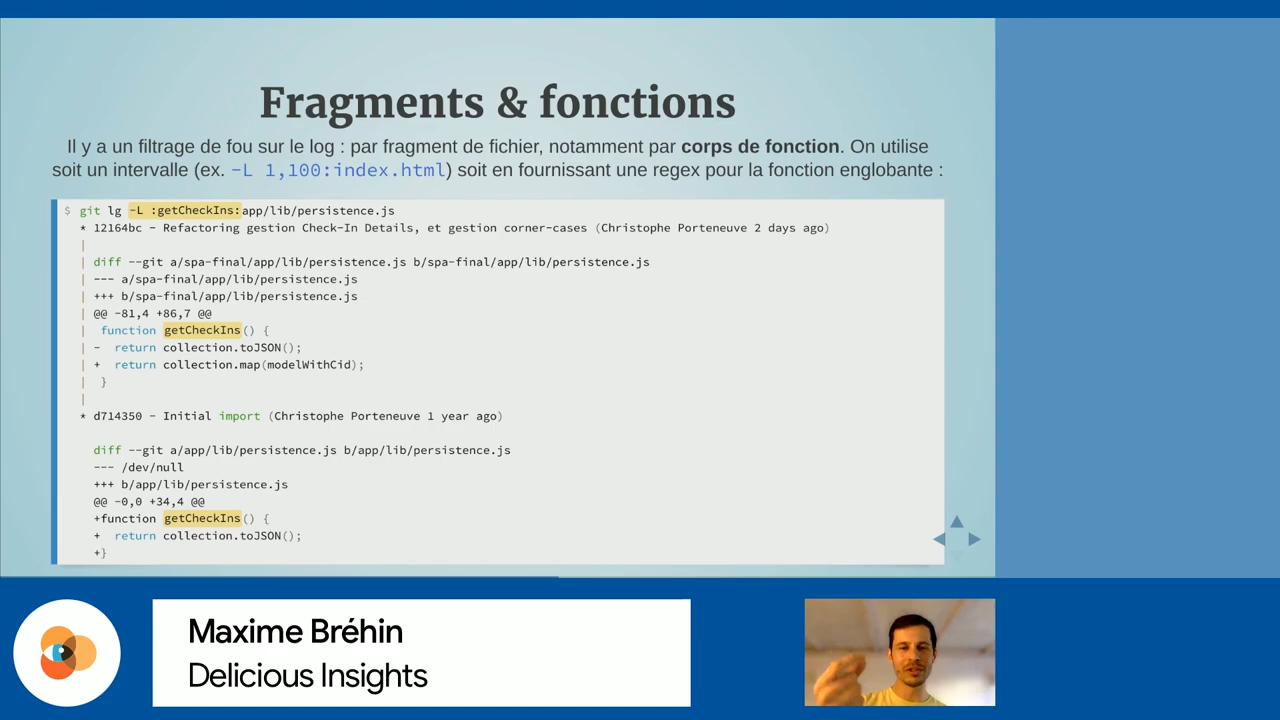 Fragments & fonctions
Il y a un filtrage de fou sur le log : par fragment de fichier, notamment par corps de fonction. On utilise
soit un intervalle (ex. -L 1,100:index.html) soit en fournissant une regex pour la fonction englobante :
$ git lg -L :getCheckIns:app/lib/persistence.js
* 12164bc - Refactoring gestion Check-In Details, et gestion corner-cases (Christophe Porteneuve 2 days ago)
|
| diff --git a/spa-final/app/lib/persistence.js b/spa-final/app/lib/persistence.js
| --- a/spa-final/app/lib/persistence.js
| +++ b/spa-final/app/lib/persistence.js
| @@ -81,4 +86,7 @@
|  function getCheckIns() {
| -  return collection.toJSON();
| +  return collection.map(modelWithCid);
|  }
|
* d714350 - Initial import (Christophe Porteneuve 1 year ago)
diff --git a/app/lib/persistence.js b/app/lib/persistence.js
--- /dev/null
+++ b/app/lib/persistence.js
@@ -0,0 +34,4 @@
+function getCheckIns() {
+  return collection.toJSON();
+}
Maxime Bréhin
Delicious Insights